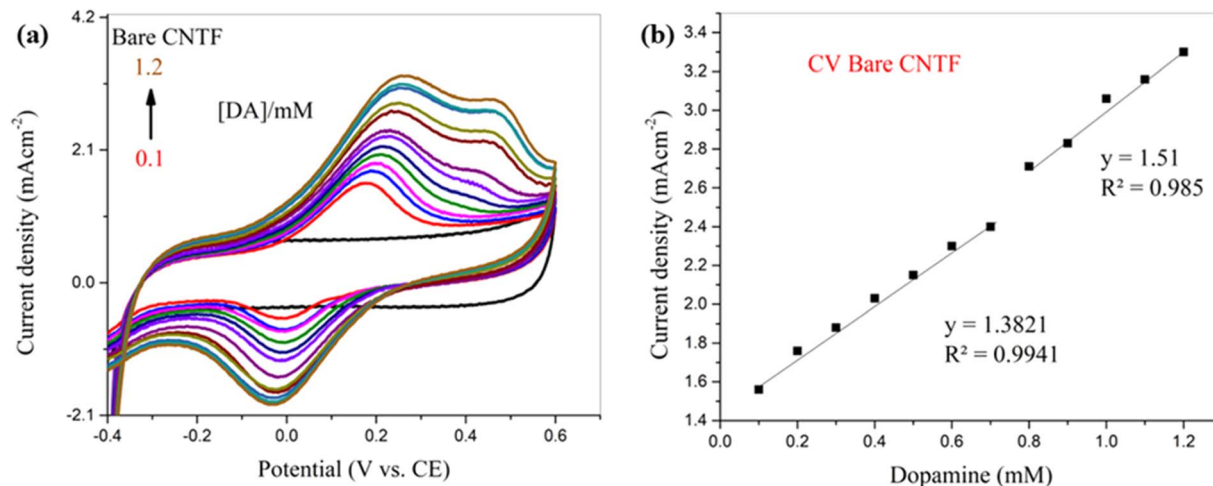 (a)
Bare CNTF
1.2
0.1
[DA]/mM
4.2
2.1
0.0
-2.1
-0.4
-0.2
0.0
0.2
0.4
0.6
Current density (mAcm⁻²)
Potential (V vs. CE)
(b)
CV Bare CNTF
3.4
3.2
3.0
2.8
2.6
2.4
2.2
2.0
1.8
1.6
1.4
y = 1.51
R² = 0.985
y = 1.3821
R² = 0.9941
0.0
0.2
0.4
0.6
0.8
1.0
1.2
Current density (mAcm⁻²)
Dopamine (mM)